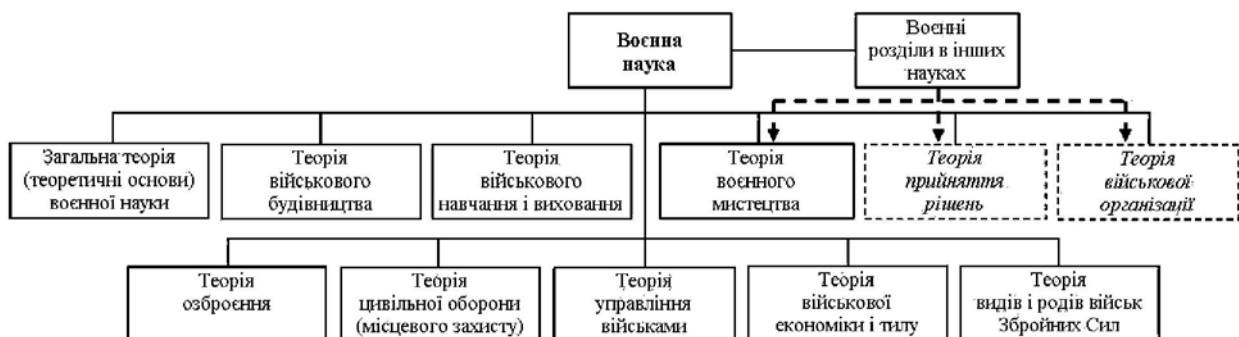 Воєнна
наука
Воєнні
розділи в інших
науках
Загальна теорія
(теоретичні основи)
воєнної науки
Теорія
військового
будівництва
Теорія
військового
навчання і виховання
Теорія
воєнного
мистецтва
Теорія
прийняття
рішень
Теорія
військової
організації
Теорія
озброєння
Теорія
цивільної оборони
(місцевого захисту)
Теорія
управління
військами
Теорія
військової
економіки і тилу
Теорія
видів і родів військ
Збройних Сил